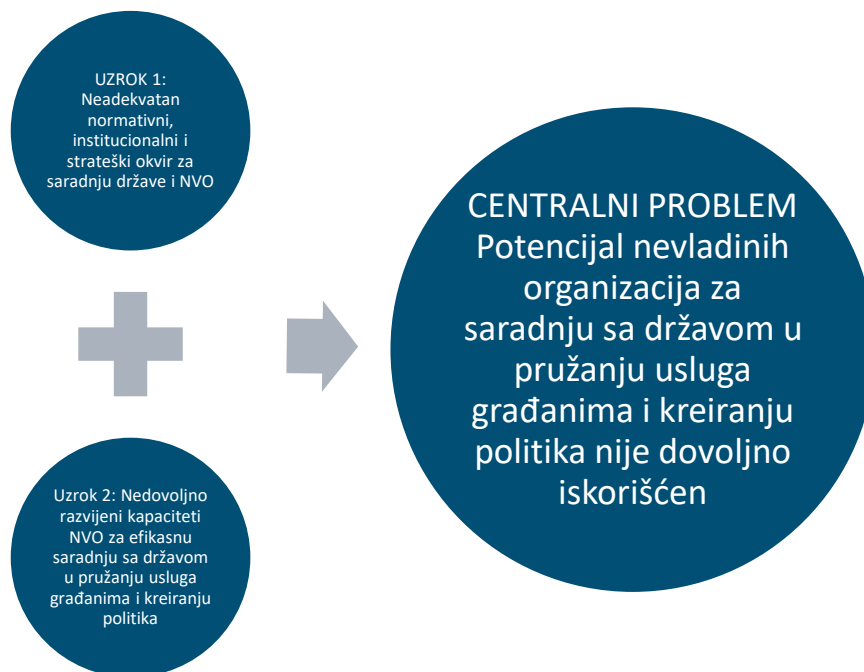 UZROK 1:
Neadekvatan
normativni,
institucionalni i
strateški okvir za
saradnju države i NVO
Uzrok 2: Nedovoljno
razvijeni kapaciteti
NVO za efikasnu
saradnju sa državom
u pružanju usluga
građanima i kreiranju
politika
CENTRALNI PROBLEM
Potencijal nevladinih
organizacija za
saradnju sa državom u
pružanju usluga
građanima i kreiranju
politika nije dovoljno
iskorišćen